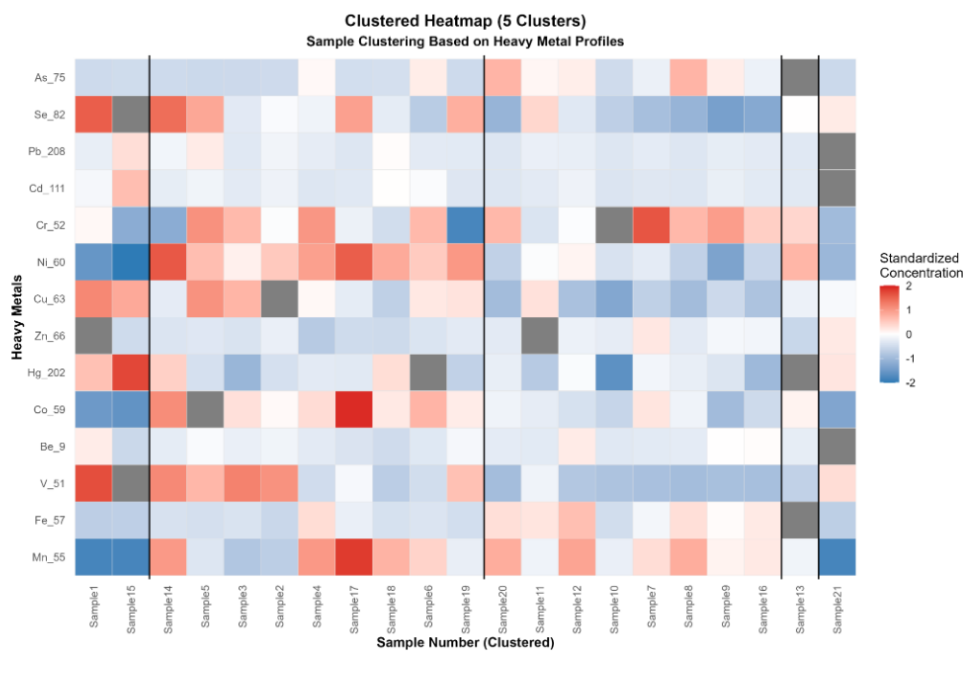 Clustered Heatmap (5 Clusters)
Sample Clustering Based on Heavy Metal Profiles
Heavy Metals
As_75
Se_82
Pb_208
Cd_111
Cr_52
Ni_60
Cu_63
Zn_66
Hg_202
Co_59
Be_9
V_51
Fe_57
Mn_55
Standardized
Concentration
2
1
0
-1
-2
Sample1
Sample15
Sample14
Sample5
Sample3
Sample2
Sample4
Sample17
Sample18
Sample6
Sample19
Sample20
Sample11
Sample12
Sample10
Sample7
Sample8
Sample9
Sample16
Sample13
Sample21
Sample Number (Clustered)